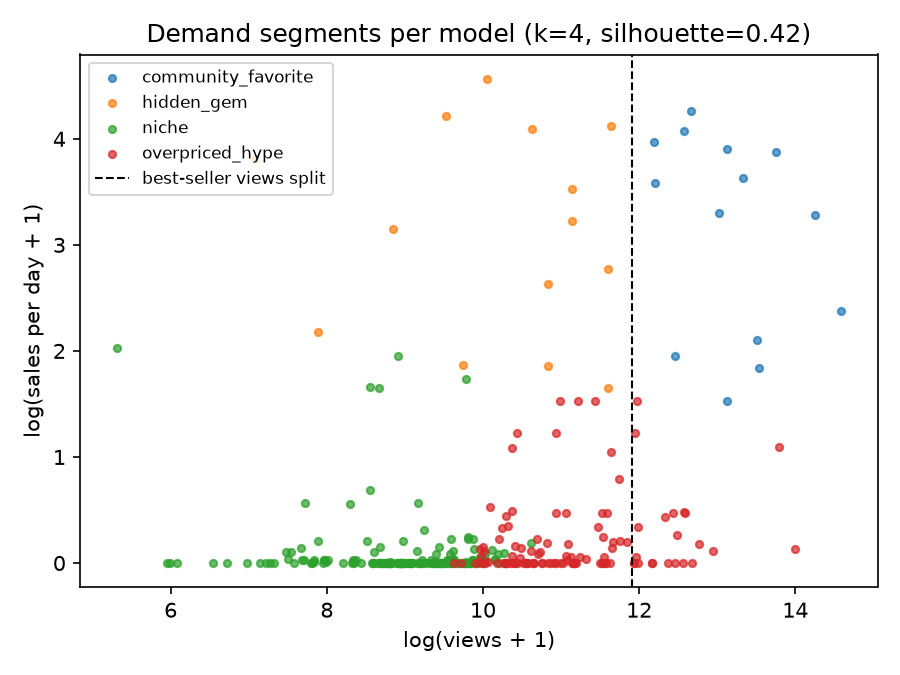 Demand segments per model (k=4, silhouette=0.42)
community_favorite
hidden_gem
niche
overpriced_hype
best-seller views split
log(sales per day + 1)
4
3
2
1
0
6 8 10 12 14
log(views + 1)